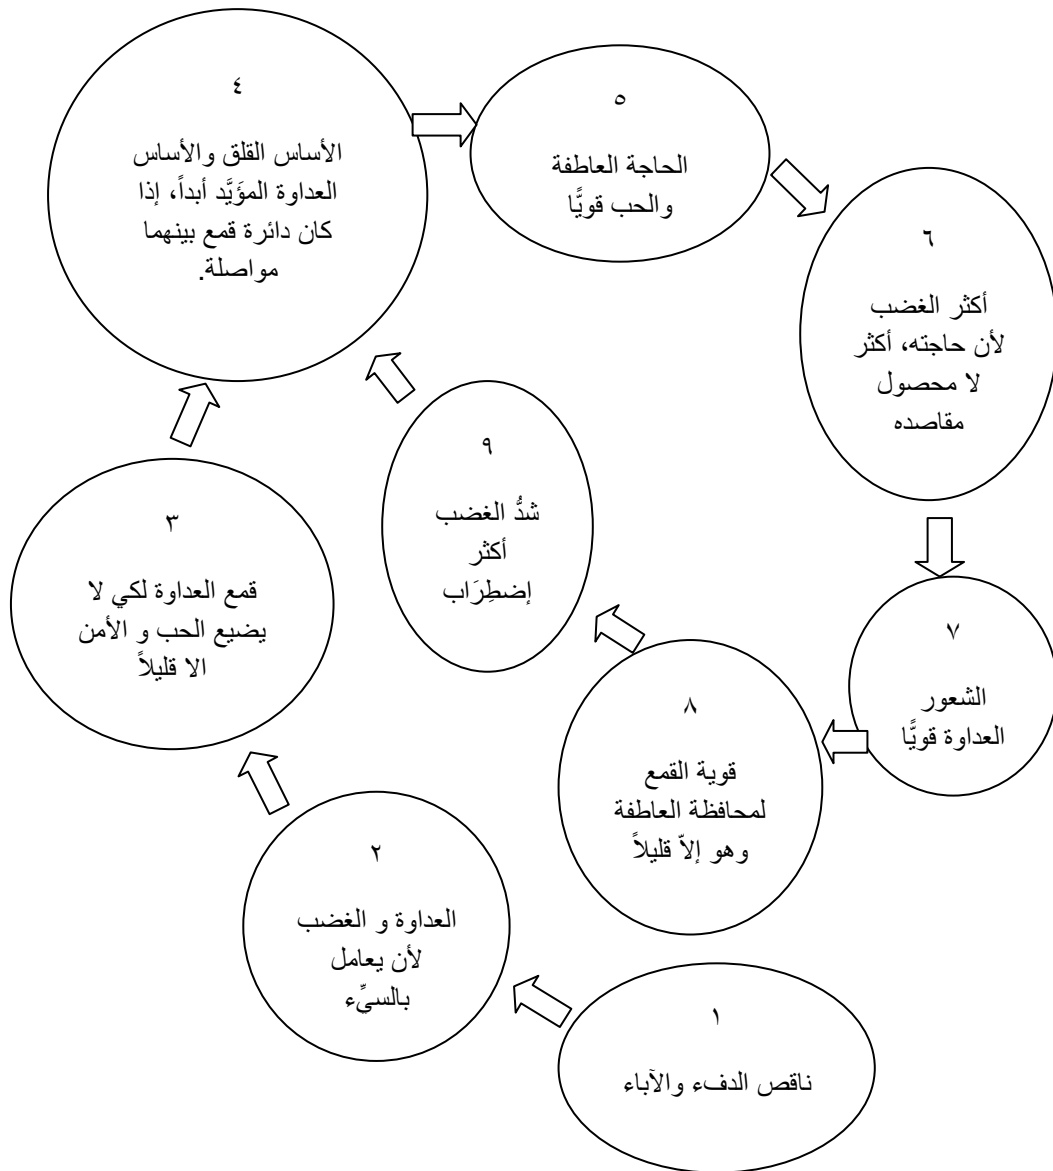 ٤
الأساس القلق والأساس
العداوة المؤَيَّد أبداً، إذا
كان دائرة قمع بينهما
مواصلة.
٥
الحاجة العاطفة
والحب قويًّا
٦
أكثر الغضب
لأن حاجته، أكثر
لا محصول
مقاصده
٩
شدُّ الغضب
أكثر
إضطِرَاب
٣
قمع العداوة لكي لا
يضيع الحب و الأمن
الا قليلاً
٧
الشعور
العداوة قويًّا
٨
قوية القمع
لمحافظة العاطفة
وهو إلاّ قليلاً
٢
العداوة و الغضب
لأن يعامل
بالسيِّء
١
ناقص الدفء والآباء